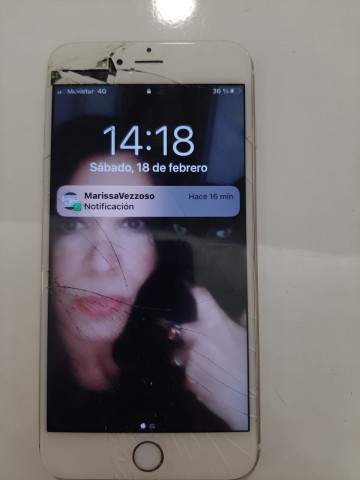 Movistar 4G
36 %
14:18
Sábado, 18 de febrero
MarissaVezzoso
Hace 16 min
Notificación